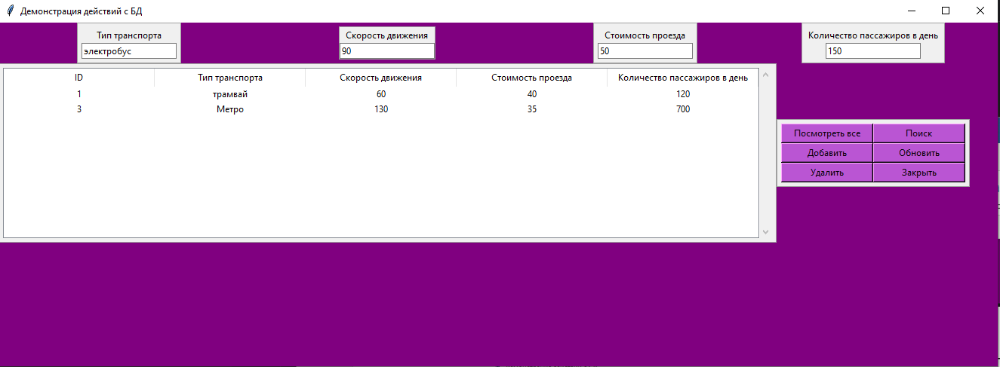 Демонстрация действий с БД
Тип транспорта Скорость движения Стоимость проезда Количество пассажиров в день
электробус 90 50 150
ID Тип транспорта Скорость движения Стоимость проезда Количество пассажиров в день
1 трамвай 60 40 120
3 Метро 130 35 700
Посмотреть все Поиск
Добавить Обновить
Удалить Закрыть